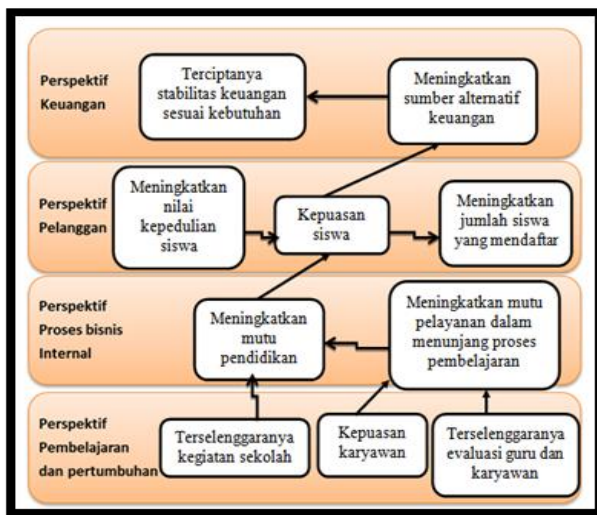 Perspektif
Keuangan
Terciptanya
stabilitas keuangan
sesuai kebutuhan
Meningkatkan
sumber alternatif
keuangan
Perspektif
Pelanggan
Meningkatkan
nilai
kepedulian
siswa
Kepuasan
siswa
Meningkatkan
jumlah siswa
yang mendaftar
Perspektif
Proses bisnis
Internal
Meningkatkan
mutu
pendidikan
Meningkatkan mutu
pelayanan dalam
menunjang proses
pembelajaran
Perspektif
Pembelajaran
dan pertumbuhan
Terselenggaranya
kegiatan sekolah
Kepuasan
karyawan
Terselenggaranya
evaluasi guru dan
karyawan